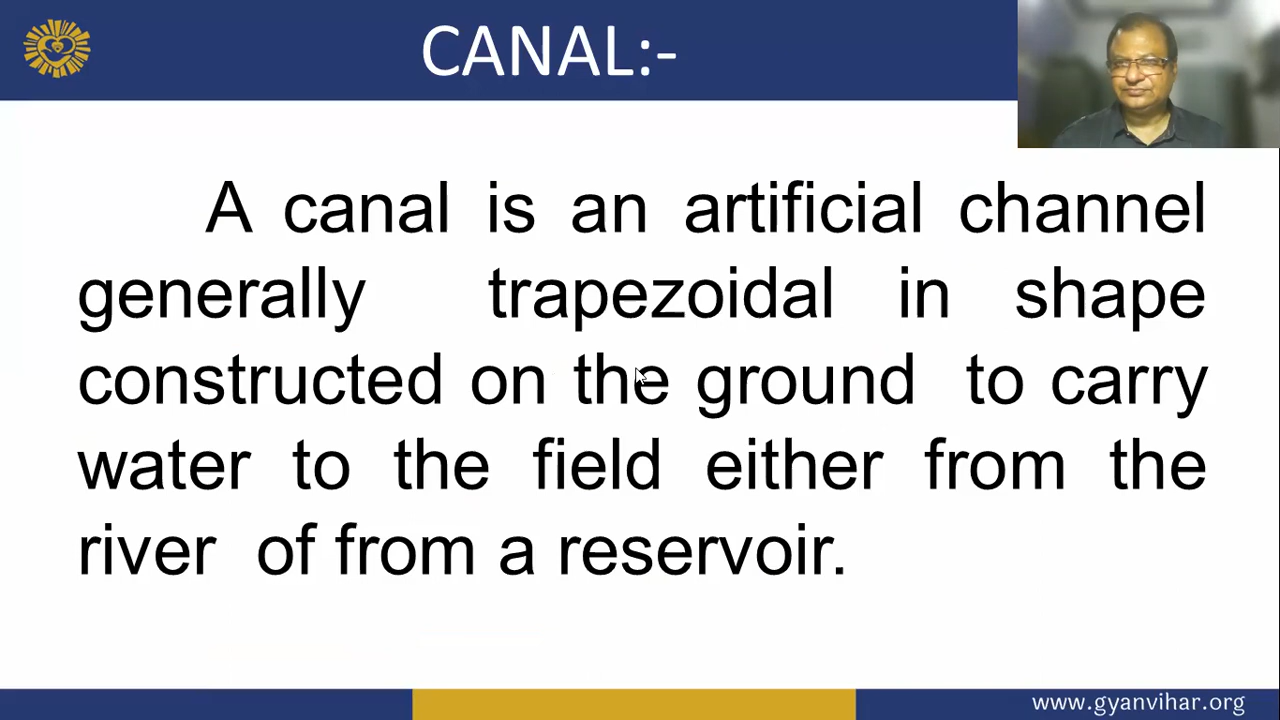 CANAL:-
A canal is an artificial channel
generally trapezoidal in shape
constructed on the ground to carry
water to the field either from the
river of from a reservoir.
www.gyanvihar.org